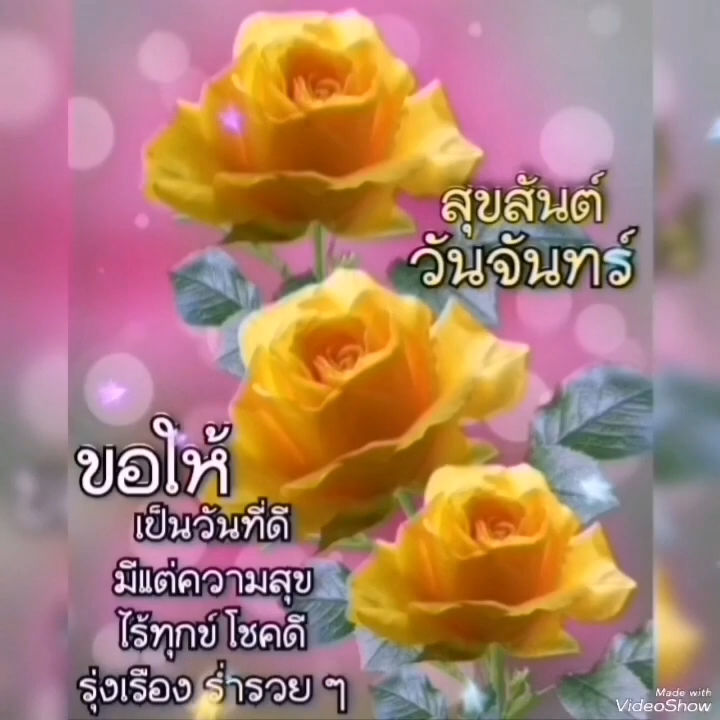 สุขสันต์
วันจันทร์
ขอให้
เป็นวันที่ดี
มีแต่ความสุข
ไร้ทุกข์ โชคดี
รุ่งเรือง ร่ำรวย ๆ
Made with
VideoShow